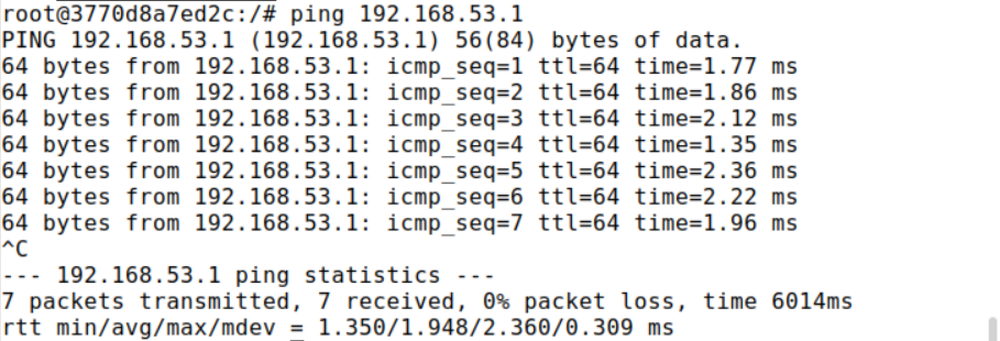 root@3770d8a7ed2c:/# ping 192.168.53.1
PING 192.168.53.1 (192.168.53.1) 56(84) bytes of data.
64 bytes from 192.168.53.1: icmp_seq=1 ttl=64 time=1.77 ms
64 bytes from 192.168.53.1: icmp_seq=2 ttl=64 time=1.86 ms
64 bytes from 192.168.53.1: icmp_seq=3 ttl=64 time=2.12 ms
64 bytes from 192.168.53.1: icmp_seq=4 ttl=64 time=1.35 ms
64 bytes from 192.168.53.1: icmp_seq=5 ttl=64 time=2.36 ms
64 bytes from 192.168.53.1: icmp_seq=6 ttl=64 time=2.22 ms
64 bytes from 192.168.53.1: icmp_seq=7 ttl=64 time=1.96 ms
^C
--- 192.168.53.1 ping statistics ---
7 packets transmitted, 7 received, 0% packet loss, time 6014ms
rtt min/avg/max/mdev = 1.350/1.948/2.360/0.309 ms